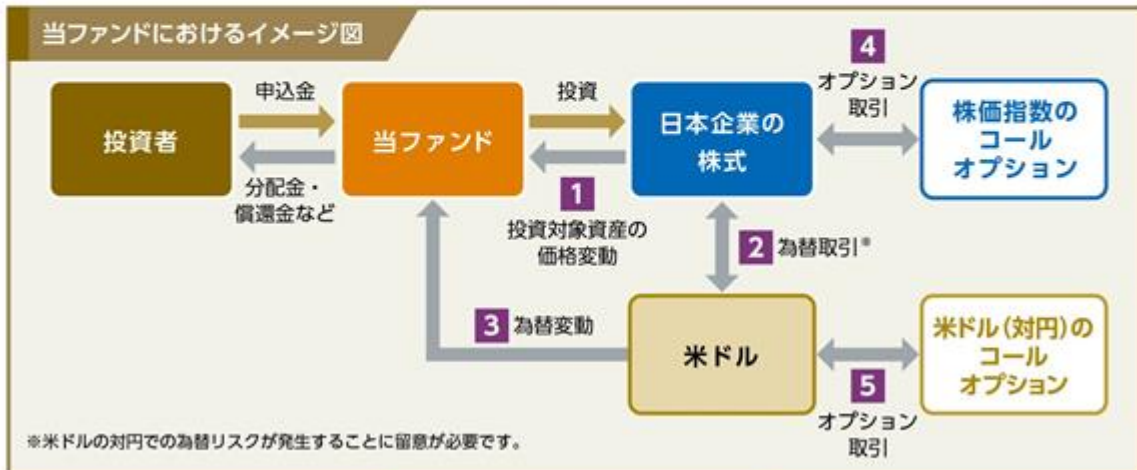 当ファンドにおけるイメージ図
投資者
申込金
分配金・
償還金など
当ファンド
投資
1
投資対象資産の
価格変動
日本企業の
株式
4
オプション
取引
株価指数の
コール
オプション
2 為替取引※
3 為替変動
米ドル
5
オプション
取引
米ドル(対円)の
コール
オプション
※米ドルの対円での為替リスクが発生することに留意が必要です。